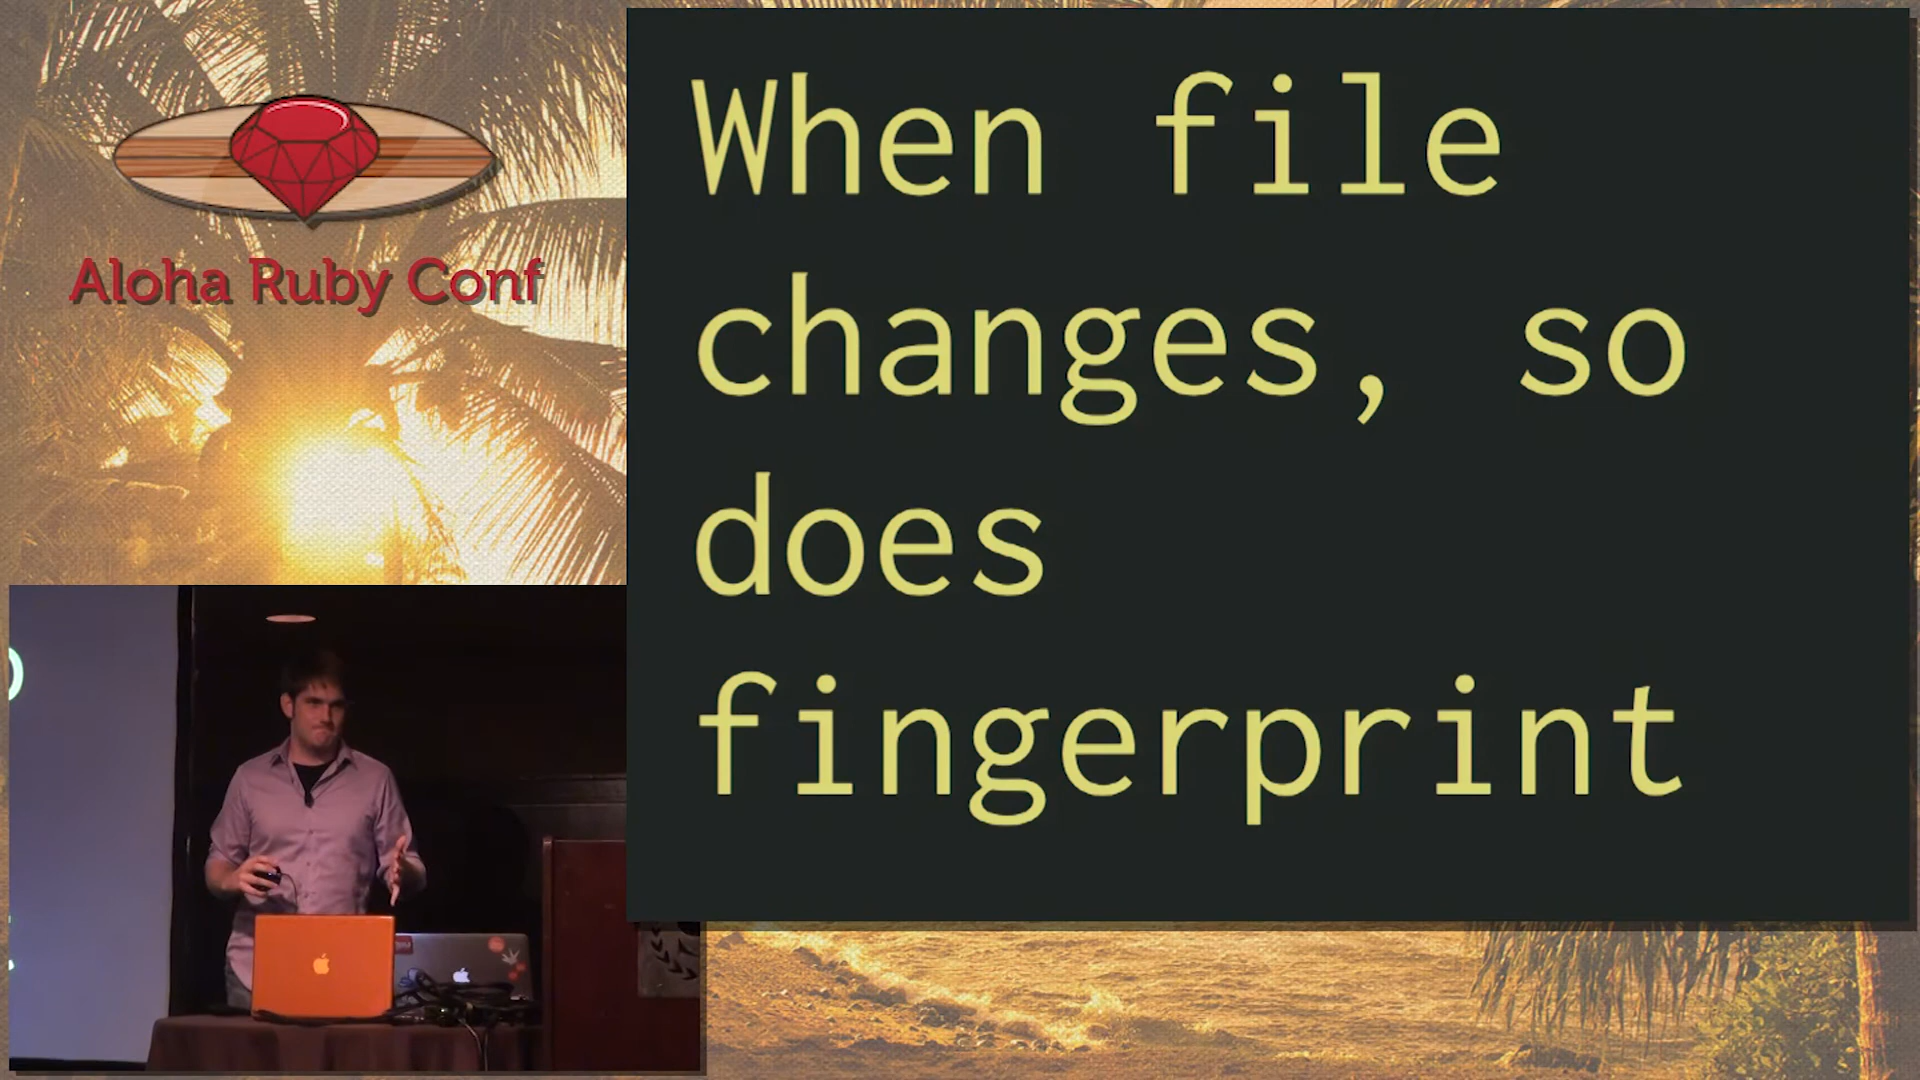 Aloha Ruby Conf
When file
changes, so
does
fingerprint